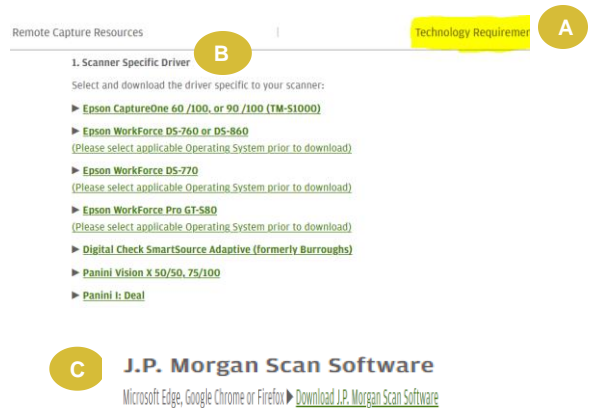 Remote Capture Resources | Technology Requiremen A
B
1. Scanner Specific Driver
Select and download the driver specific to your scanner:
▶ Epson CaptureOne 60 /100, or 90 /100 (TM-S1000)
▶ Epson WorkForce DS-760 or DS-860
(Please select applicable Operating System prior to download)
▶ Epson WorkForce DS-770
(Please select applicable Operating System prior to download)
▶ Epson WorkForce Pro GT-S80
(Please select applicable Operating System prior to download)
▶ Digital Check SmartSource Adaptive (formerly Burroughs)
▶ Panini Vision X 50/50, 75/100
▶ Panini I: Deal
C J.P. Morgan Scan Software
Microsoft Edge, Google Chrome or Firefox ▶ Download J.P. Morgan Scan Software